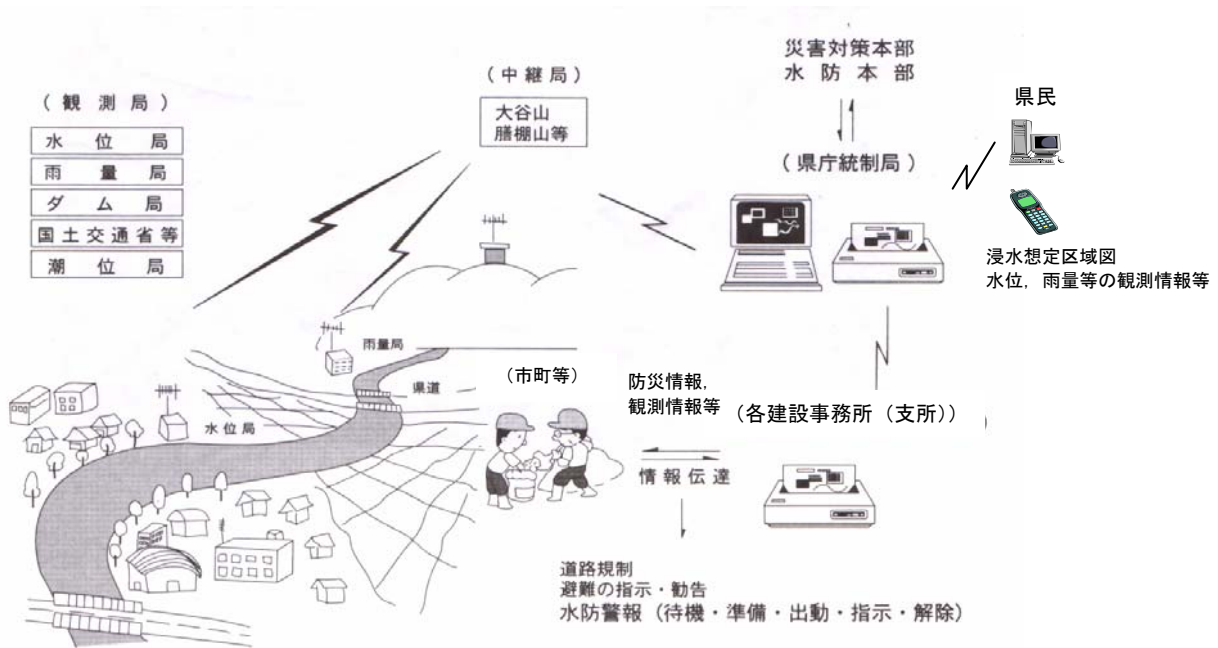 (観測局)
水位局
雨量局
ダム局
国土交通省等
潮位局
(中継局)
大谷山
膳棚山等
災害対策本部
水防本部
(県庁統制局)
県民
浸水想定区域図
水位，雨量等の観測情報等
雨量局
県道
水位局
(市町等)
防災情報，
観測情報等
(各建設事務所（支所）)
情報伝達
道路規制
避難の指示・勧告
水防警報（待機・準備・出動・指示・解除）